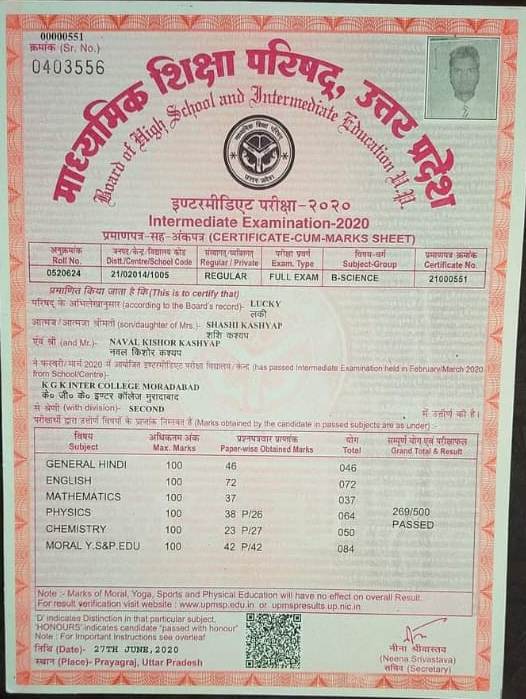 00000551
क्रमांक (Sr. No.)
0403556
माध्यमिक शिक्षा परिषद्, उत्तर प्रदेश
Board of High School and Intermediate Education U.P.
इण्टरमीडिएट परीक्षा-२०२०
Intermediate Examination-2020
प्रमाणपत्र-सह-अंकपत्र (CERTIFICATE-CUM-MARKS SHEET)
अनुक्रमांक जनपद/केन्द्र/विद्यालय कोड संस्थागत/व्यक्तिगत परीक्षा प्रवर्ग विषय-वर्ग प्रमाणपत्र क्रमांक
Roll No. Distt./Centre/School Code Regular / Private Exam. Type Subject-Group Certificate No.
0520624 21/02014/1005 REGULAR FULL EXAM B-SCIENCE 21000551
प्रमाणित किया जाता है कि (This is to certify that)
परिषद के अभिलेखानुसार (according to the Board's record)- LUCKY
लकी
आत्मज/आत्मजा श्रीमती (son/daughter of Mrs.)- SHASHI KASHYAP
शशि कश्यप
एवं श्री (and Mr.)- NAVAL KISHOR KASHYAP
नवल किशोर कश्यप
ने फरवरी/मार्च 2020 में आयोजित इण्टरमीडिएट परीक्षा विद्यालय/केन्द्र (has passed Intermediate Examination held in February/March 2020
from School/Centre)-
K G K INTER COLLEGE MORADABAD
के० जी० के० इण्टर कॉलेज मुरादाबाद
से श्रेणी (with division)- SECOND में उत्तीर्ण की है।
परीक्षार्थी द्वारा उत्तीर्ण विषयों के प्राप्तांक निम्नवत हैं (Marks obtained by the candidate in passed subjects are as under) :-
विषय अधिकतम अंक प्रश्नपत्रवार प्राप्तांक योग सम्पूर्ण योग एवं परीक्षाफल
Subject Max. Marks Paper-wise Obtained Marks Total Grand Total & Result
GENERAL HINDI 100 46 046
ENGLISH 100 72 072
MATHEMATICS 100 37 037
PHYSICS 100 38 P/26 064 269/500
CHEMISTRY 100 23 P/27 050 PASSED
MORAL Y.S&P.EDU 100 42 P/42 084
Note :- Marks of Moral, Yoga, Sports and Physical Education will have no effect on overall Result.
For result verification visit website : www.upmsp.edu.in or upmspresults.up.nic.in
'D' indicates Distinction in that particular subject.
'HONOURS' indicates candidate "passed with honour"
Note : For Important Instructions see overleaf
तिथि (Date)- 27TH JUNE, 2020
स्थान (Place)- Prayagraj, Uttar Pradesh
नीना श्रीवास्तव
(Neena Srivastava)
सचिव (Secretary)